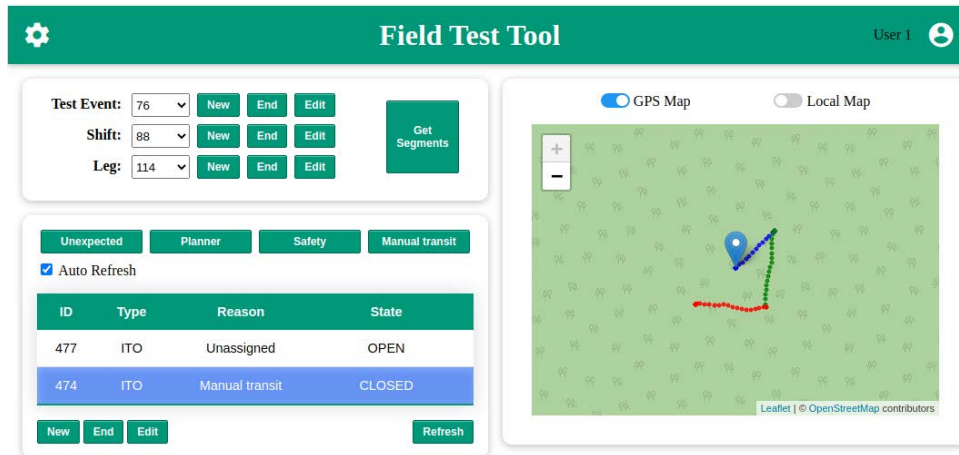 Field Test Tool
User 1
Test Event: 76 New End Edit
Shift: 88 New End Edit
Leg: 114 New End Edit
Get
Segments
Unexpected Planner Safety Manual transit
Auto Refresh
ID Type Reason State
477 ITO Unassigned OPEN
474 ITO Manual transit CLOSED
New End Edit Refresh
GPS Map Local Map
+
−
Leaflet | © OpenStreetMap contributors